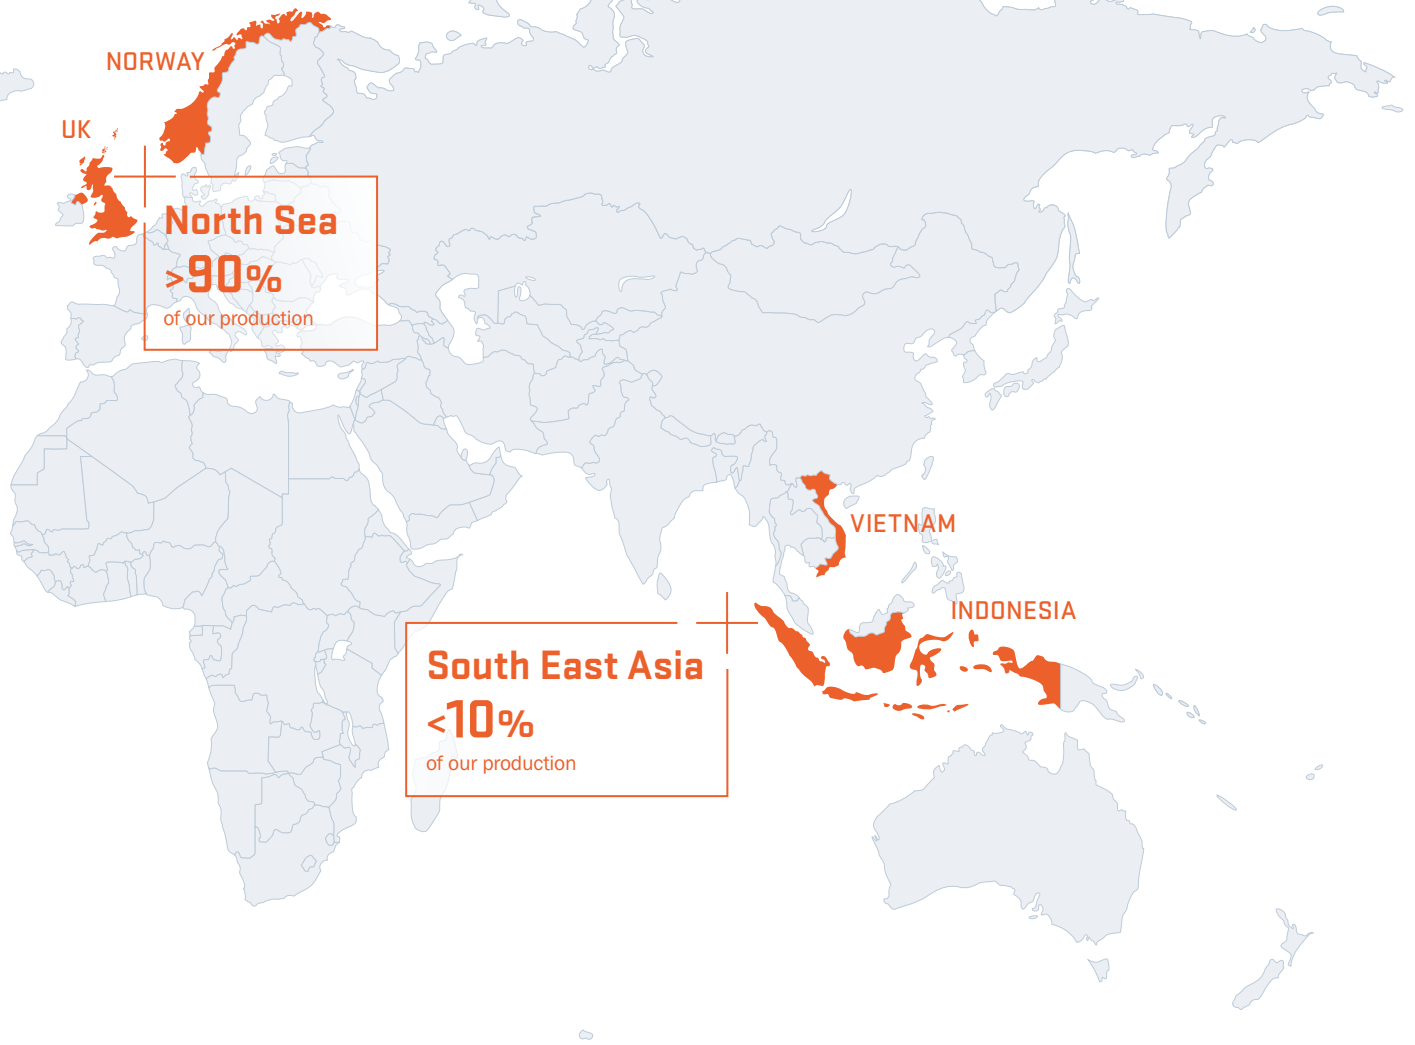 NORWAY
UK
North Sea
>90%
of our production
VIETNAM
INDONESIA
South East Asia
<10%
of our production